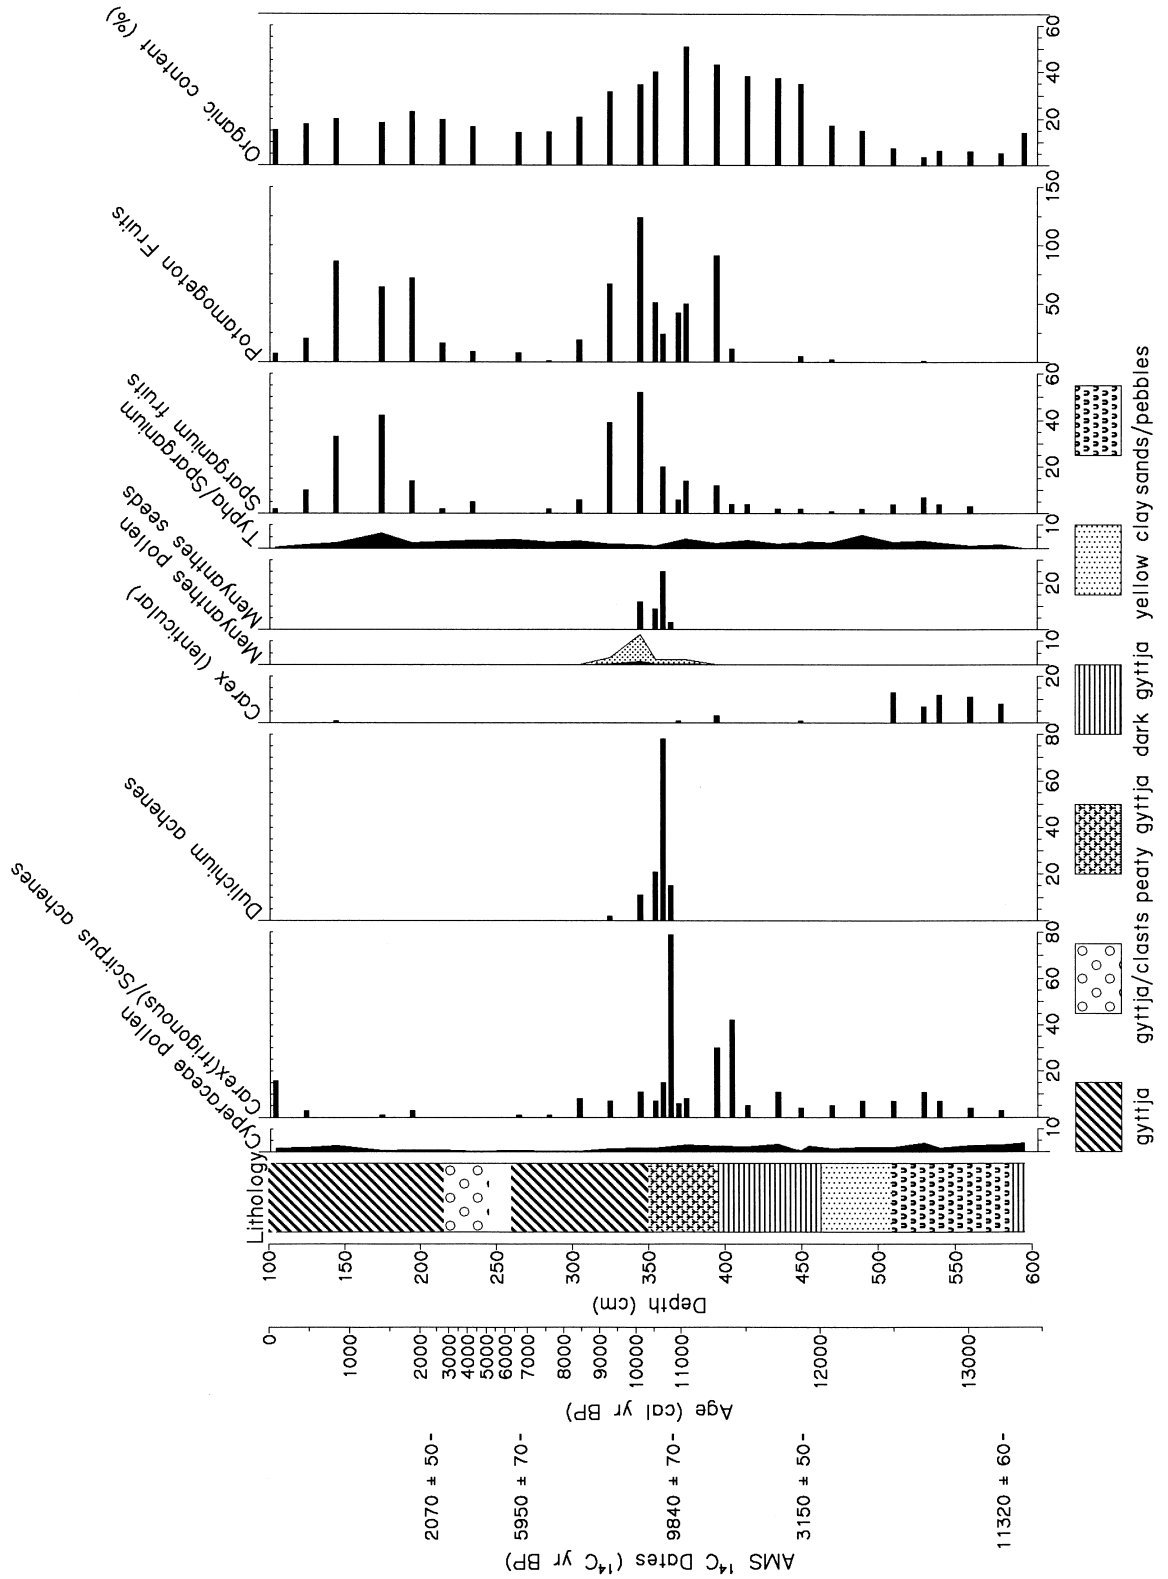 AMS ¹⁴C Dates (¹⁴C yr BP)
2070 ± 50-
5950 ± 70-
9840 ± 70-
3150 ± 50-
11320 ± 60-
Age (cal yr BP)
0
1000
2000
3000
4000
5000
6000
7000
8000
9000
10000
11000
12000
13000
Depth (cm)
100
150
200
250
300
350
400
450
500
550
600
Lithology
Cyperaceae pollen
10
Carex(trigonous)/Scirpus achenes
20
40
60
80
Dulichium achenes
20
40
60
80
Carex (lenticular)
20
Menyanthes pollen
10
Menyanthes seeds
20
Typha/Sparganium
10
Sparganium fruits
20
40
60
Potamogeton Fruits
50
100
150
Organic content (%)
20
40
60
gyttja
gyttja/clasts
peaty gyttja
dark gyttja
yellow clay
sands/pebbles